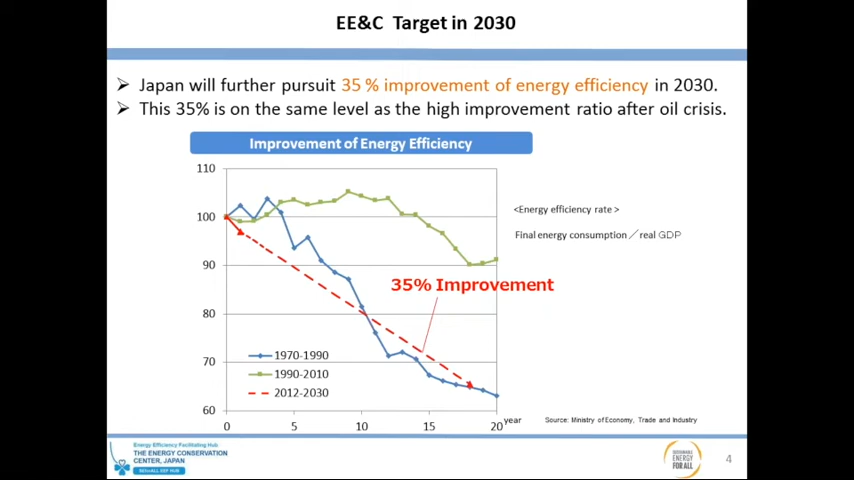 EE&C Target in 2030
➢ Japan will further pursuit 35 % improvement of energy efficiency in 2030.
➢ This 35% is on the same level as the high improvement ratio after oil crisis.
Improvement of Energy Efficiency
110
100
90
80
70
60
0
5
10
15
20
year
<Energy efficiency rate >
Final energy consumption／real GDP
35% Improvement
1970-1990
1990-2010
2012-2030
Source: Ministry of Economy, Trade and Industry
Energy Efficiency Facilitating Hub:
THE ENERGY CONSERVATION
CENTER, JAPAN
SE4ALL EEF HUB
SUSTAINABLE
ENERGY
FOR ALL
4